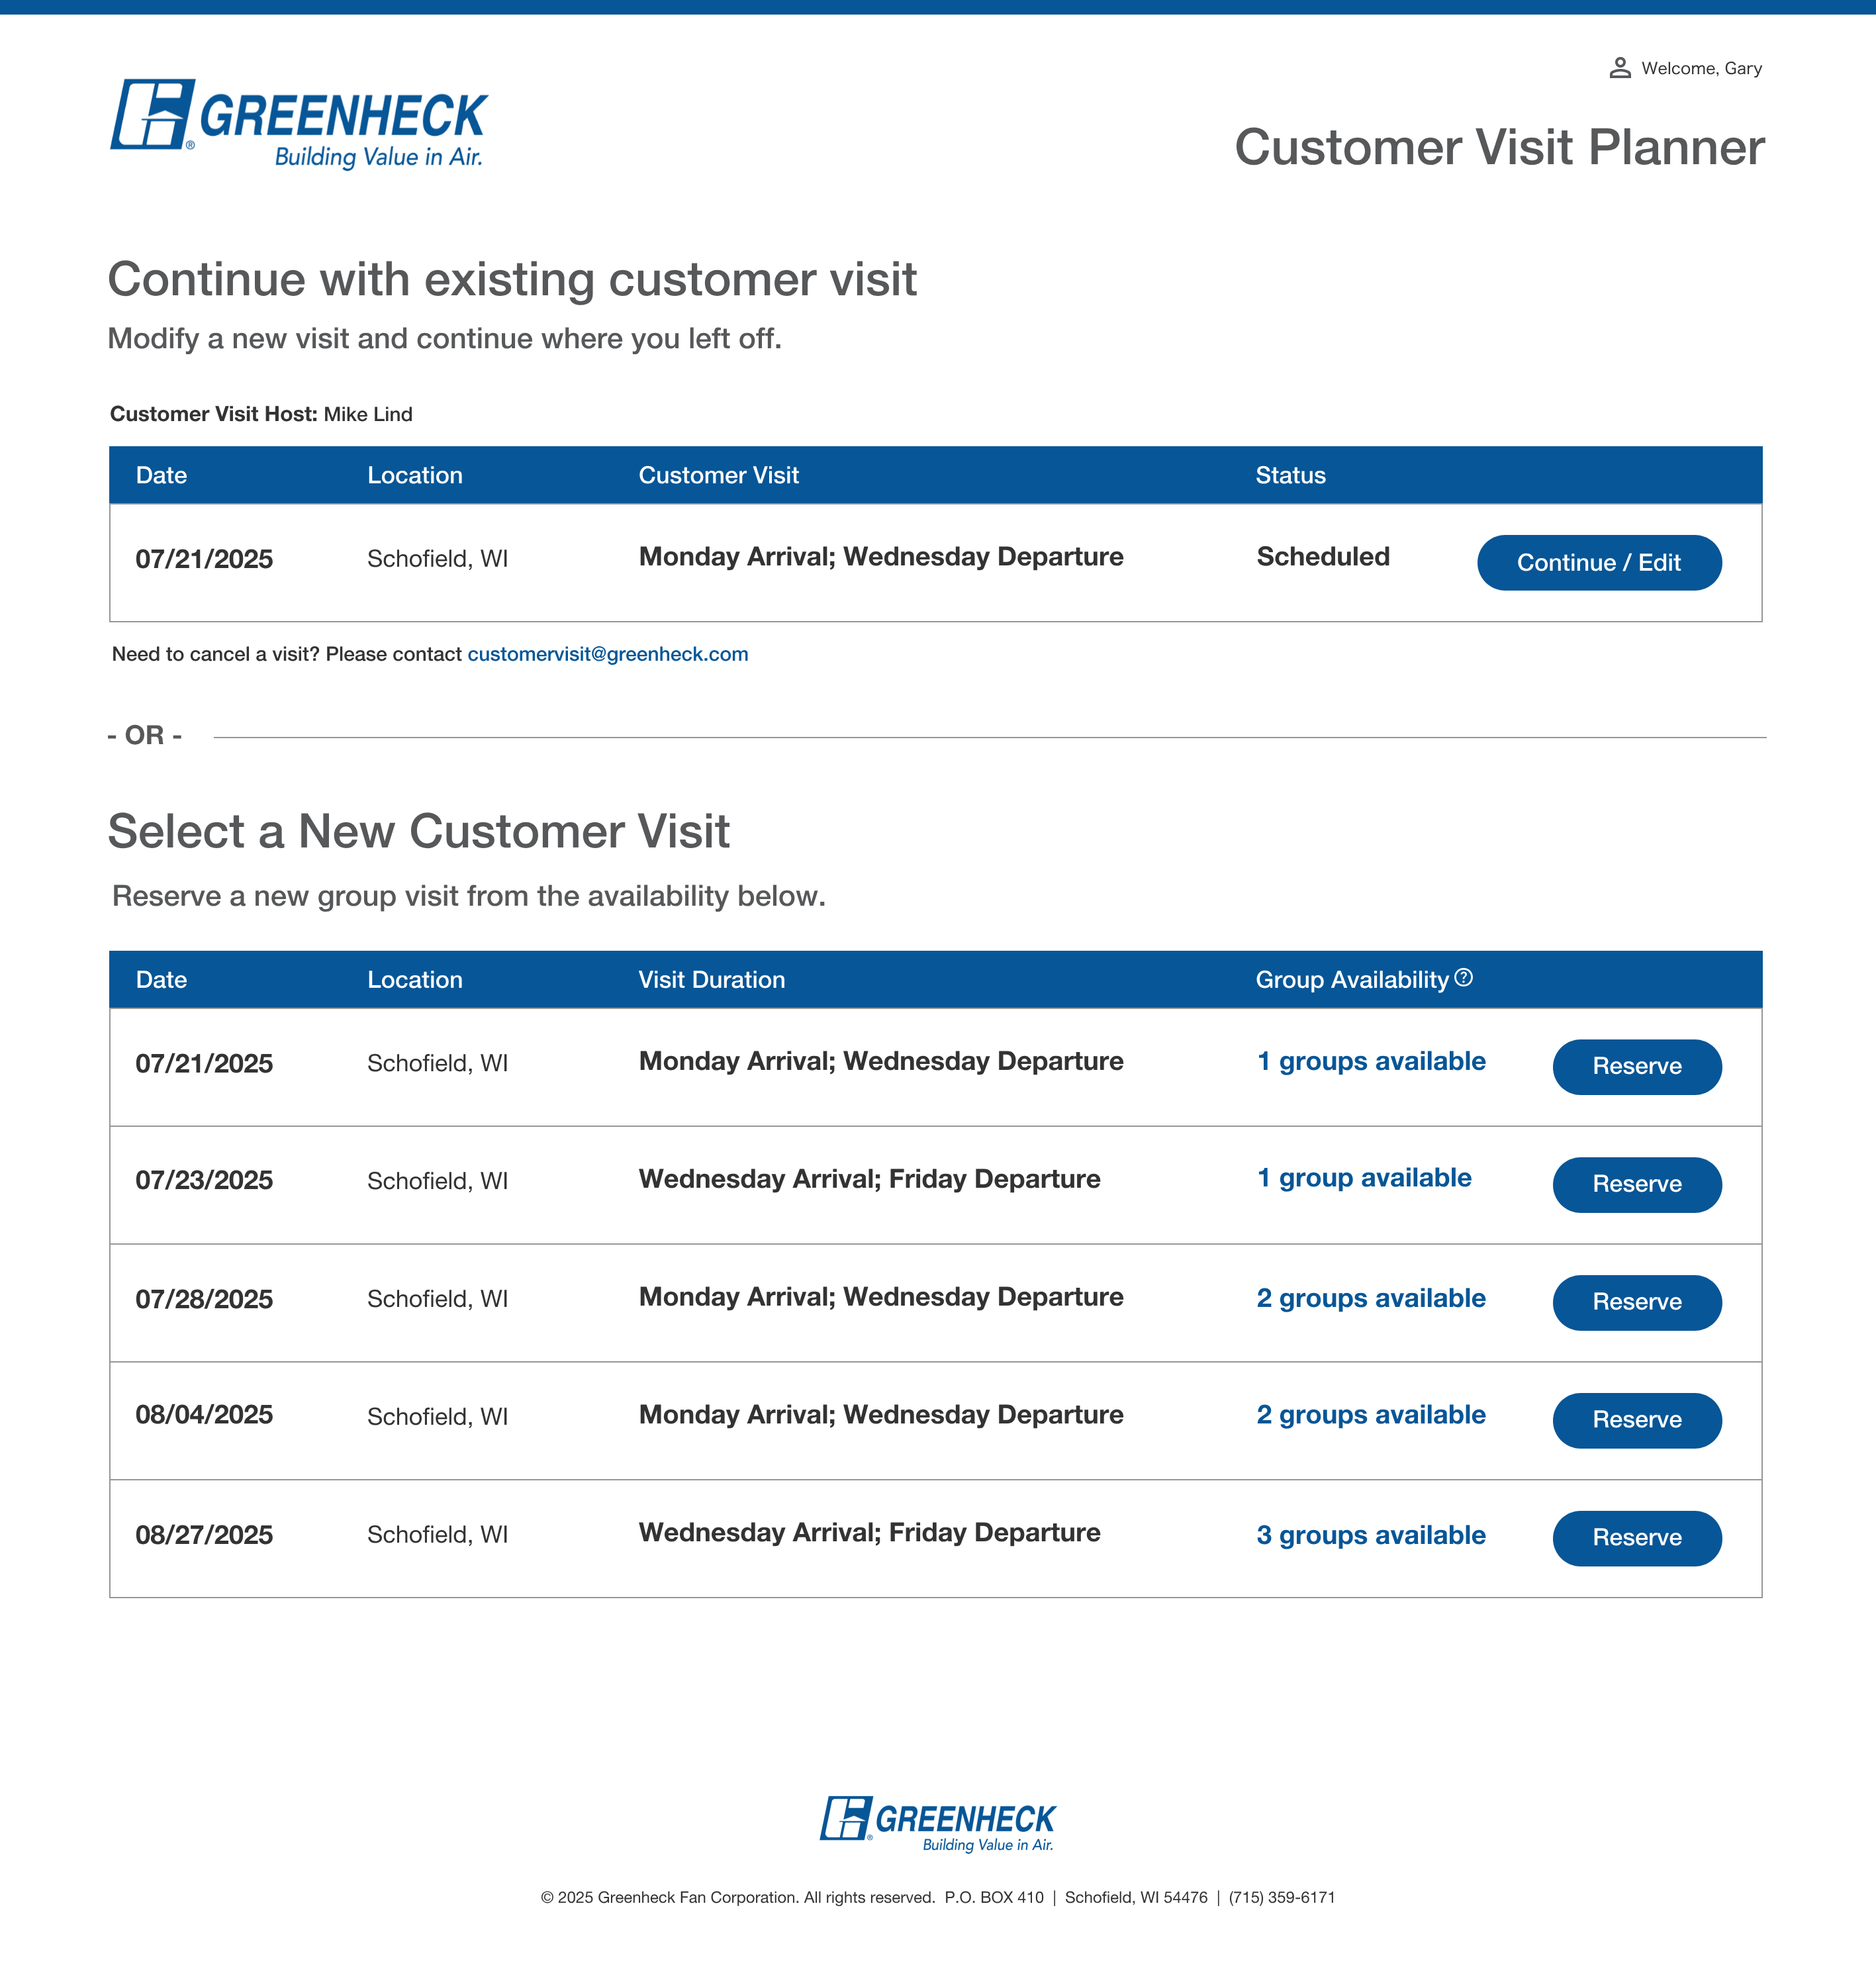 Welcome, Gary
GREENHECK
Building Value in Air.
®
Customer Visit Planner
Continue with existing customer visit
Modify a new visit and continue where you left off.
Customer Visit Host: Mike Lind
Date Location Customer Visit Status
07/21/2025 Schofield, WI Monday Arrival; Wednesday Departure Scheduled Continue / Edit
Need to cancel a visit? Please contact customervisit@greenheck.com
- OR -
Select a New Customer Visit
Reserve a new group visit from the availability below.
Date Location Visit Duration Group Availability ?
07/21/2025 Schofield, WI Monday Arrival; Wednesday Departure 1 groups available Reserve
07/23/2025 Schofield, WI Wednesday Arrival; Friday Departure 1 group available Reserve
07/28/2025 Schofield, WI Monday Arrival; Wednesday Departure 2 groups available Reserve
08/04/2025 Schofield, WI Monday Arrival; Wednesday Departure 2 groups available Reserve
08/27/2025 Schofield, WI Wednesday Arrival; Friday Departure 3 groups available Reserve
GREENHECK
®
Building Value in Air.
© 2025 Greenheck Fan Corporation. All rights reserved. P.O. BOX 410 | Schofield, WI 54476 | (715) 359-6171